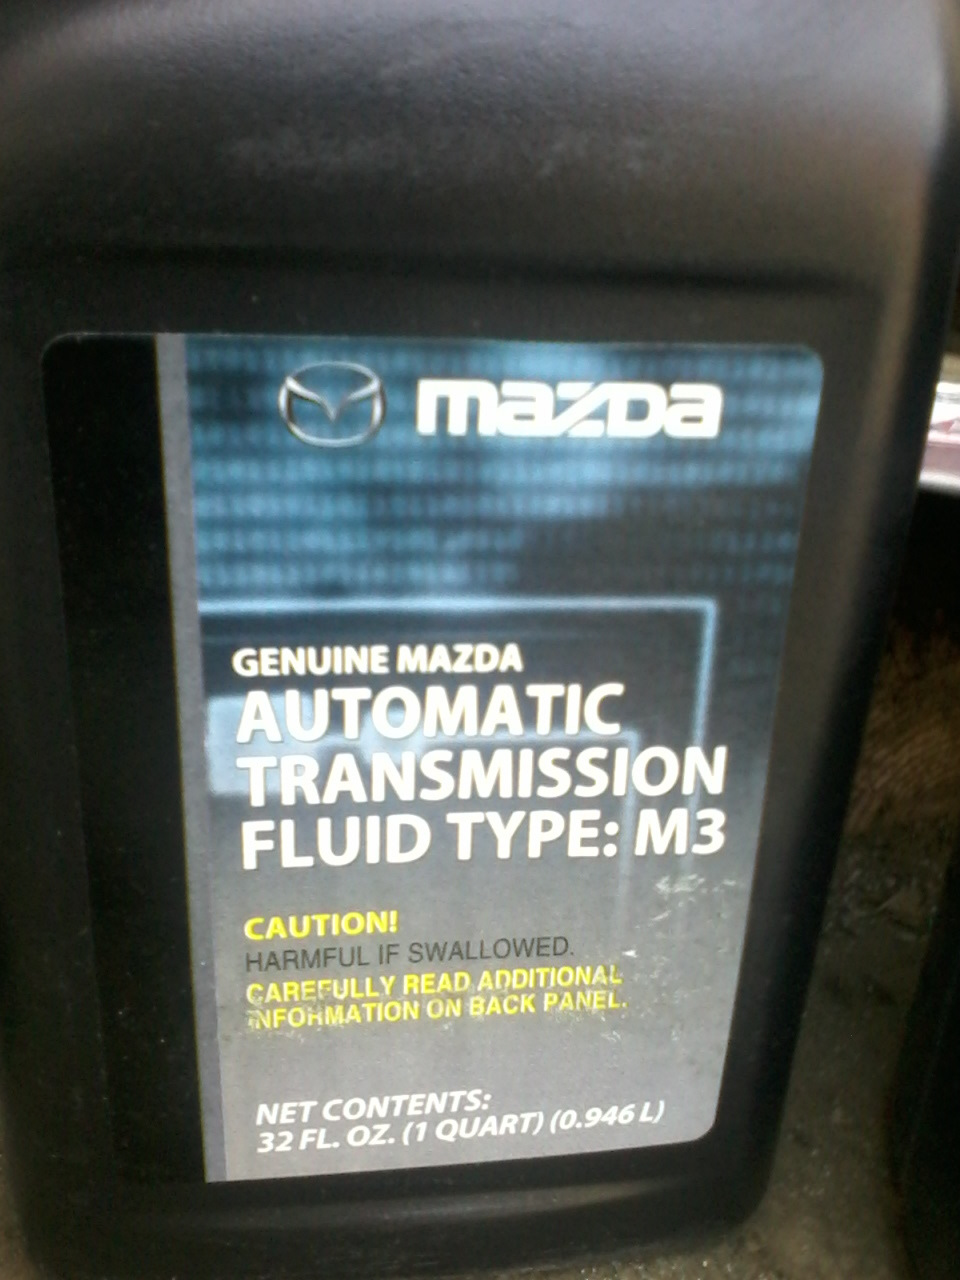 mazda
GENUINE MAZDA
AUTOMATIC
TRANSMISSION
FLUID TYPE: M3
CAUTION!
HARMFUL IF SWALLOWED.
CAREFULLY READ ADDITIONAL
INFORMATION ON BACK PANEL.
NET CONTENTS:
32 FL. OZ. (1 QUART) (0.946 L)